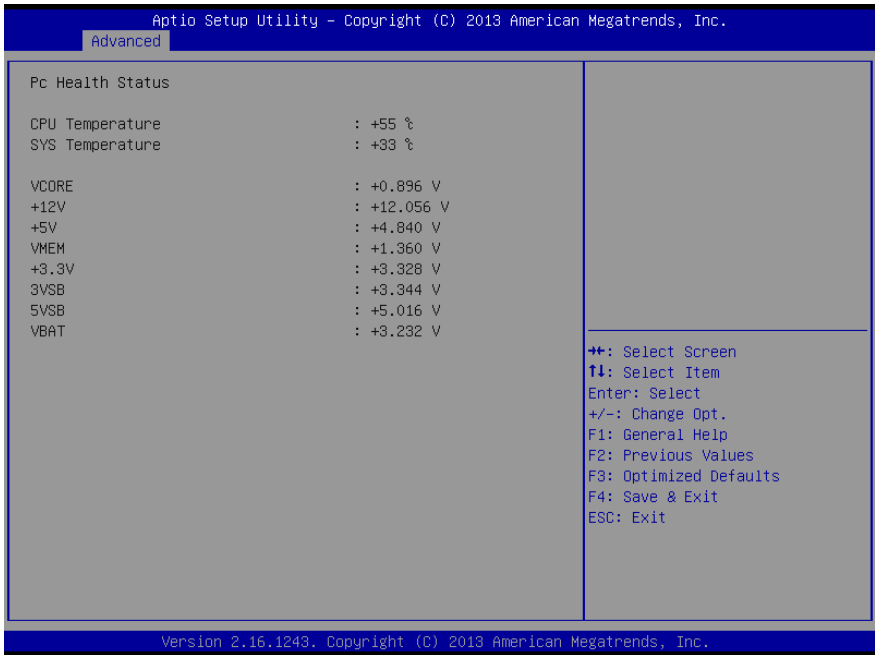 Aptio Setup Utility – Copyright (C) 2013 American Megatrends, Inc.
Advanced
Pc Health Status
CPU Temperature : +55 ℃
SYS Temperature : +33 ℃
VCORE : +0.896 V
+12V : +12.056 V
+5V : +4.840 V
VMEM : +1.360 V
+3.3V : +3.328 V
3VSB : +3.344 V
5VSB : +5.016 V
VBAT : +3.232 V
→←: Select Screen
↑↓: Select Item
Enter: Select
+/-: Change Opt.
F1: General Help
F2: Previous Values
F3: Optimized Defaults
F4: Save & Exit
ESC: Exit
Version 2.16.1243. Copyright (C) 2013 American Megatrends, Inc.